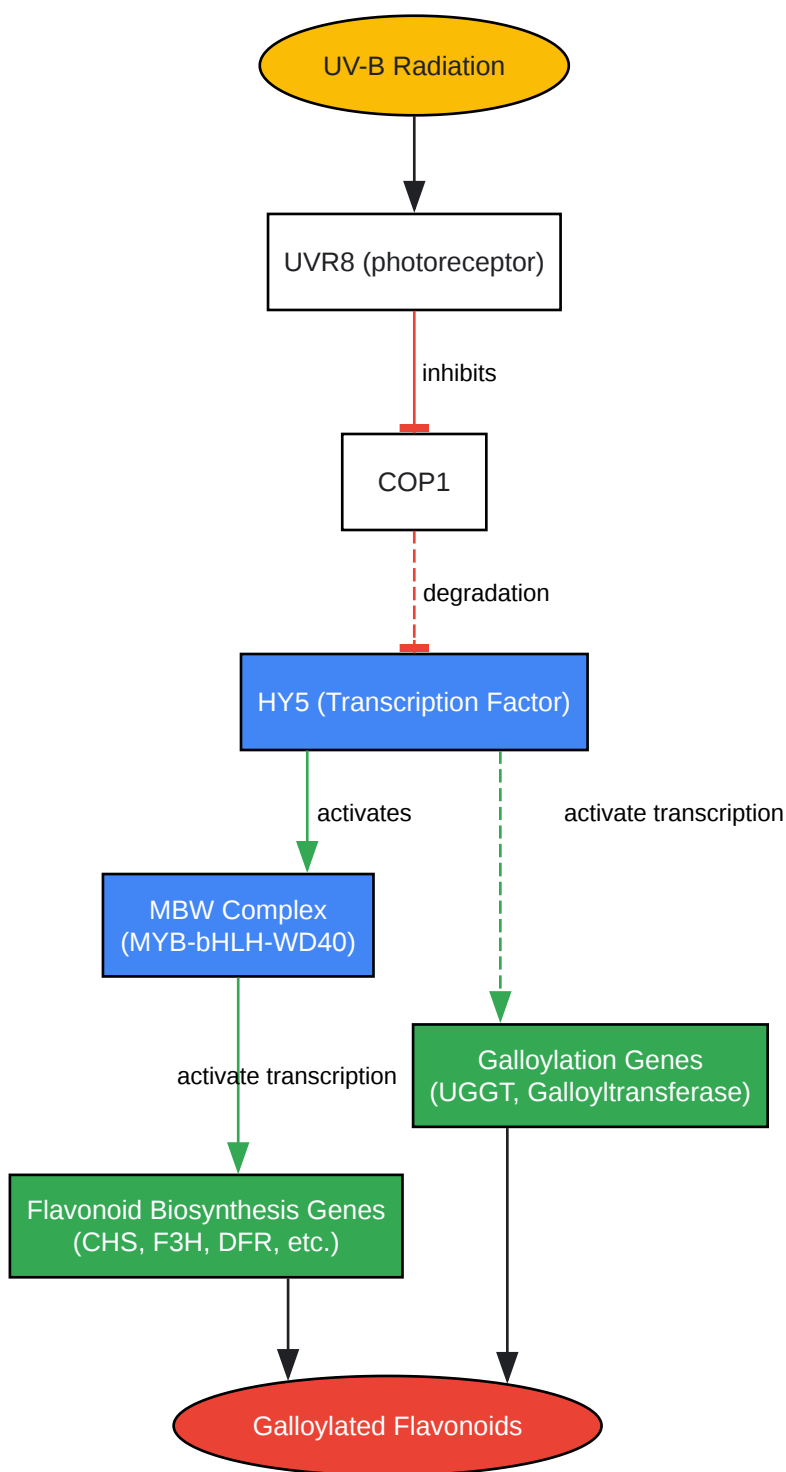 UV-B Radiation
UVR8 (photoreceptor)
inhibits
COP1
degradation
HY5 (Transcription Factor)
activates
activate transcription
MBW Complex
(MYB-bHLH-WD40)
Galloylation Genes
(UGGT, Galloyltransferase)
activate transcription
Flavonoid Biosynthesis Genes
(CHS, F3H, DFR, etc.)
Galloylated Flavonoids